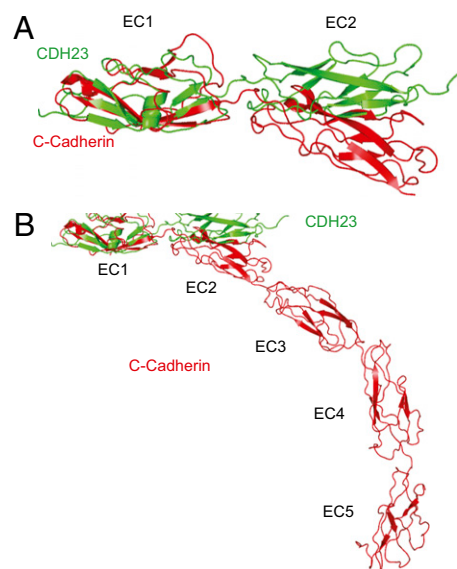 A
EC1
EC2
CDH23
C-Cadherin
B
CDH23
EC1
EC2
EC3
C-Cadherin
EC4
EC5